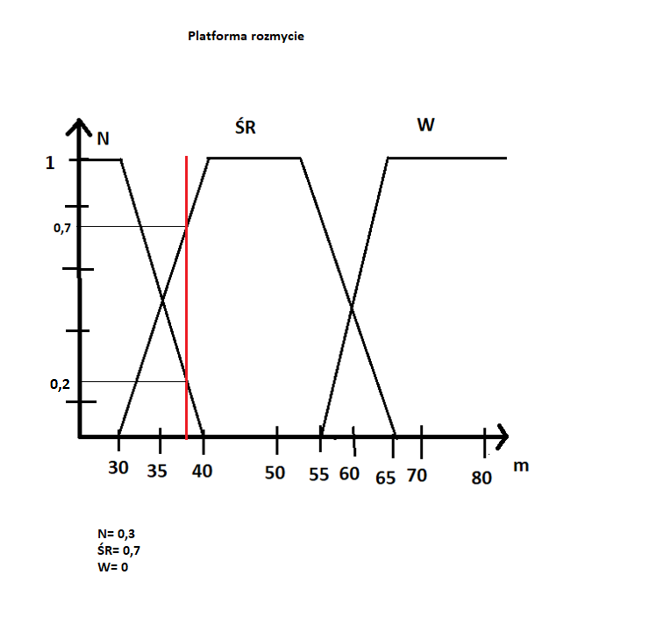 Platforma rozmycie
N ŚR W
1
0,7
0,2
30 35 40 50 55 60 65 70 80 m
N= 0,3
ŚR= 0,7
W= 0